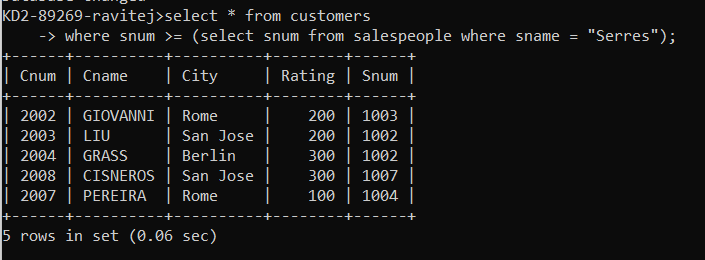 KD2-89269-ravitej>select * from customers
    -> where snum >= (select snum from salespeople where sname = "Serres");
+------+----------+----------+--------+------+
| Cnum | Cname    | City     | Rating | Snum |
+------+----------+----------+--------+------+
| 2002 | GIOVANNI | Rome     |    200 | 1003 |
| 2003 | LIU      | San Jose |    200 | 1002 |
| 2004 | GRASS    | Berlin   |    300 | 1002 |
| 2008 | CISNEROS | San Jose |    300 | 1007 |
| 2007 | PEREIRA  | Rome     |    100 | 1004 |
+------+----------+----------+--------+------+
5 rows in set (0.06 sec)